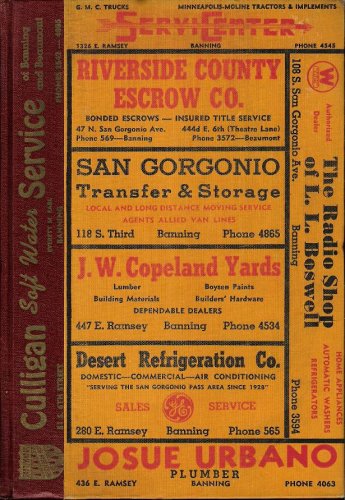 G. M. C. TRUCKS
MINNEAPOLIS-MOLINE TRACTORS & IMPLEMENTS
SERVICENTER
1326 E. RAMSEY
BANNING
PHONE 4545
RIVERSIDE COUNTY
ESCROW CO.
BONDED ESCROWS — INSURED TITLE SERVICE
47 N. San Gorgonio Ave.
444d E. 6th (Theatre Lane)
Phone 569—Banning
Phone 3572—Beaumont
SAN GORGONIO
Transfer & Storage
LOCAL AND LONG DISTANCE MOVING SERVICE
AGENTS ALLIED VAN LINES
118 S. Third
Banning
Phone 4865
J. W. Copeland Yards
Lumber
Boysen Paints
Building Materials
Builders' Hardware
DEPENDABLE DEALERS
447 E. Ramsey
Banning
Phone 4534
Desert Refrigeration Co.
DOMESTIC—COMMERCIAL—AIR CONDITIONING
"SERVING THE SAN GORGONIO PASS AREA SINCE 1928"
SALES
GE
SERVICE
280 E. Ramsey
Banning
Phone 565
JOSUE URBANO
PLUMBER
436 E. RAMSEY
BANNING
PHONE 4063
W
Authorized
Dealer
The Radio Shop
of L. L. Boswell
108 S. San Gorgonio Ave.
Banning
Phone 3594
HOME APPLIANCES
AUTOMATIC WASHERS
REFRIGERATORS
Culligan Soft Water Service
of Banning
and Beaumont